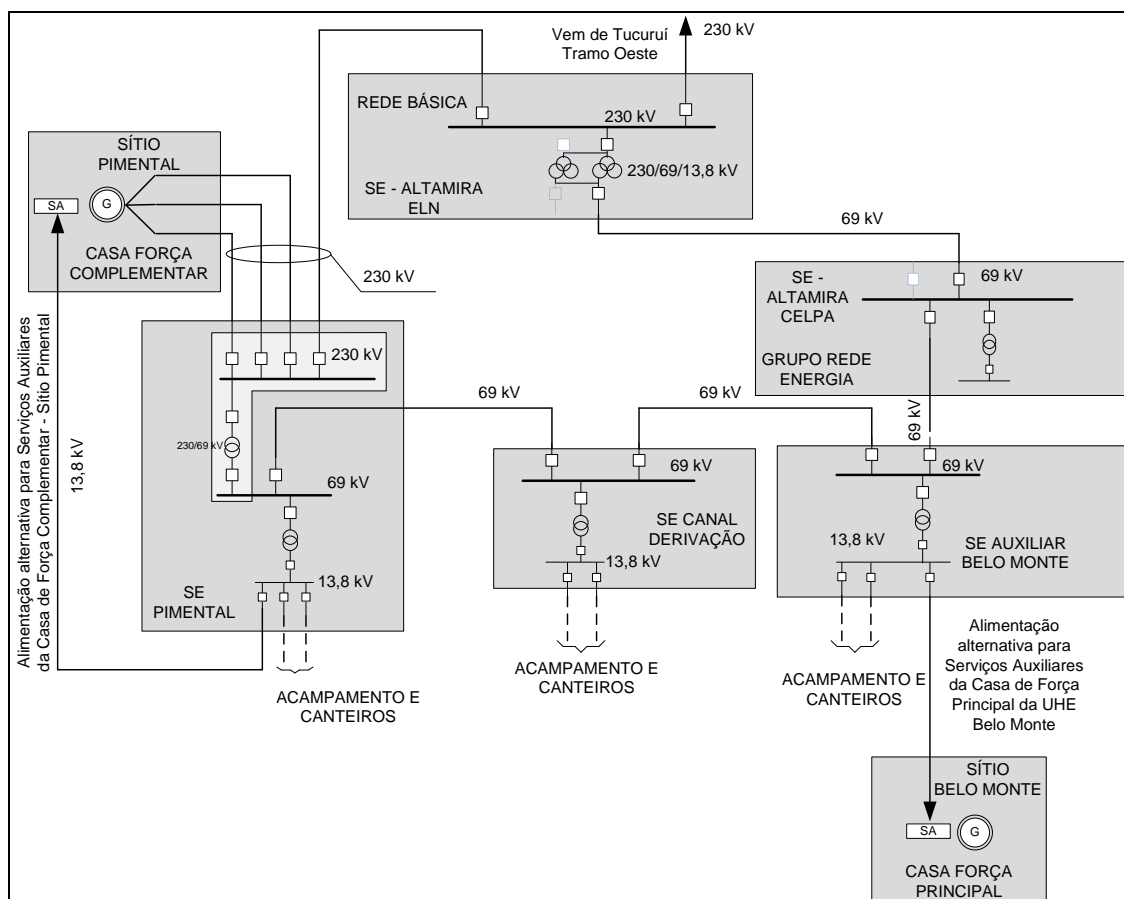 Vem de Tucuruí
Tramo Oeste
230 kV
REDE BÁSICA
230 kV
230/69/13,8 kV
SE - ALTAMIRA
ELN
SÍTIO
PIMENTAL
SA
G
CASA FORÇA
COMPLEMENTAR
230 kV
69 kV
SE -
ALTAMIRA
CELPA
69 kV
GRUPO REDE
ENERGIA
Alimentação alternativa para Serviços Auxiliares
da Casa de Força Complementar - Sítio Pimental
13,8 kV
230 kV
230/69 kV
69 kV
13,8 kV
SE
PIMENTAL
ACAMPAMENTO E
CANTEIROS
69 kV
69 kV
69 kV
SE CANAL
DERIVAÇÃO
13,8 kV
ACAMPAMENTO E
CANTEIROS
69 kV
69 kV
13,8 kV
SE AUXILIAR
BELO MONTE
ACAMPAMENTO E
CANTEIROS
Alimentação
alternativa para
Serviços Auxiliares
da Casa de Força
Principal da UHE
Belo Monte
SÍTIO
BELO MONTE
SA
G
CASA FORÇA
PRINCIPAL